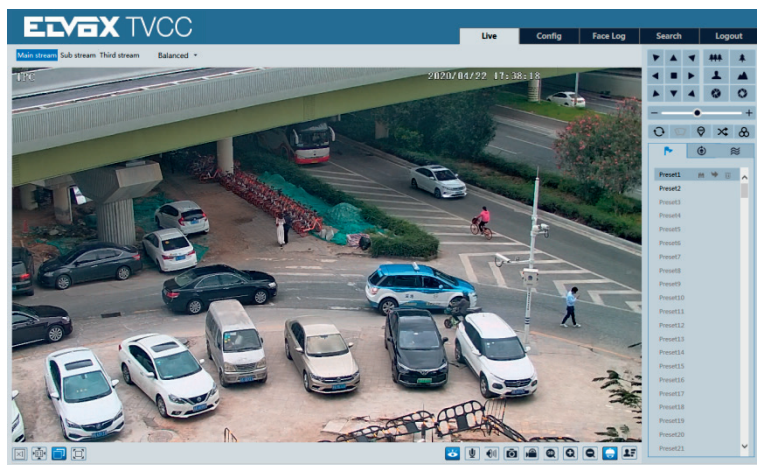 ELVOX TVCC
Live Config Face Log Search Logout
Main stream Sub stream Third stream Balanced
IPC
2020/04/22 17:38:18
Preset1
Preset2
Preset3
Preset4
Preset5
Preset6
Preset7
Preset8
Preset9
Preset10
Preset11
Preset12
Preset13
Preset14
Preset15
Preset16
Preset17
Preset18
Preset19
Preset20
Preset21